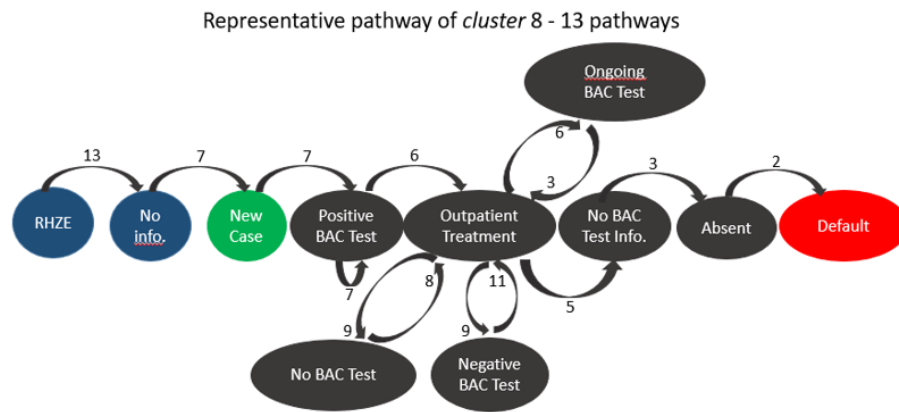 Representative pathway of cluster 8 - 13 pathways
Ongoing
BAC Test
13
7
7
6
6
3
3
2
RHZE
No
info.
New
Case
Positive
BAC Test
Outpatient
Treatment
No BAC
Test Info.
Absent
Default
7
8
11
5
9
9
No BAC Test
Negative
BAC Test